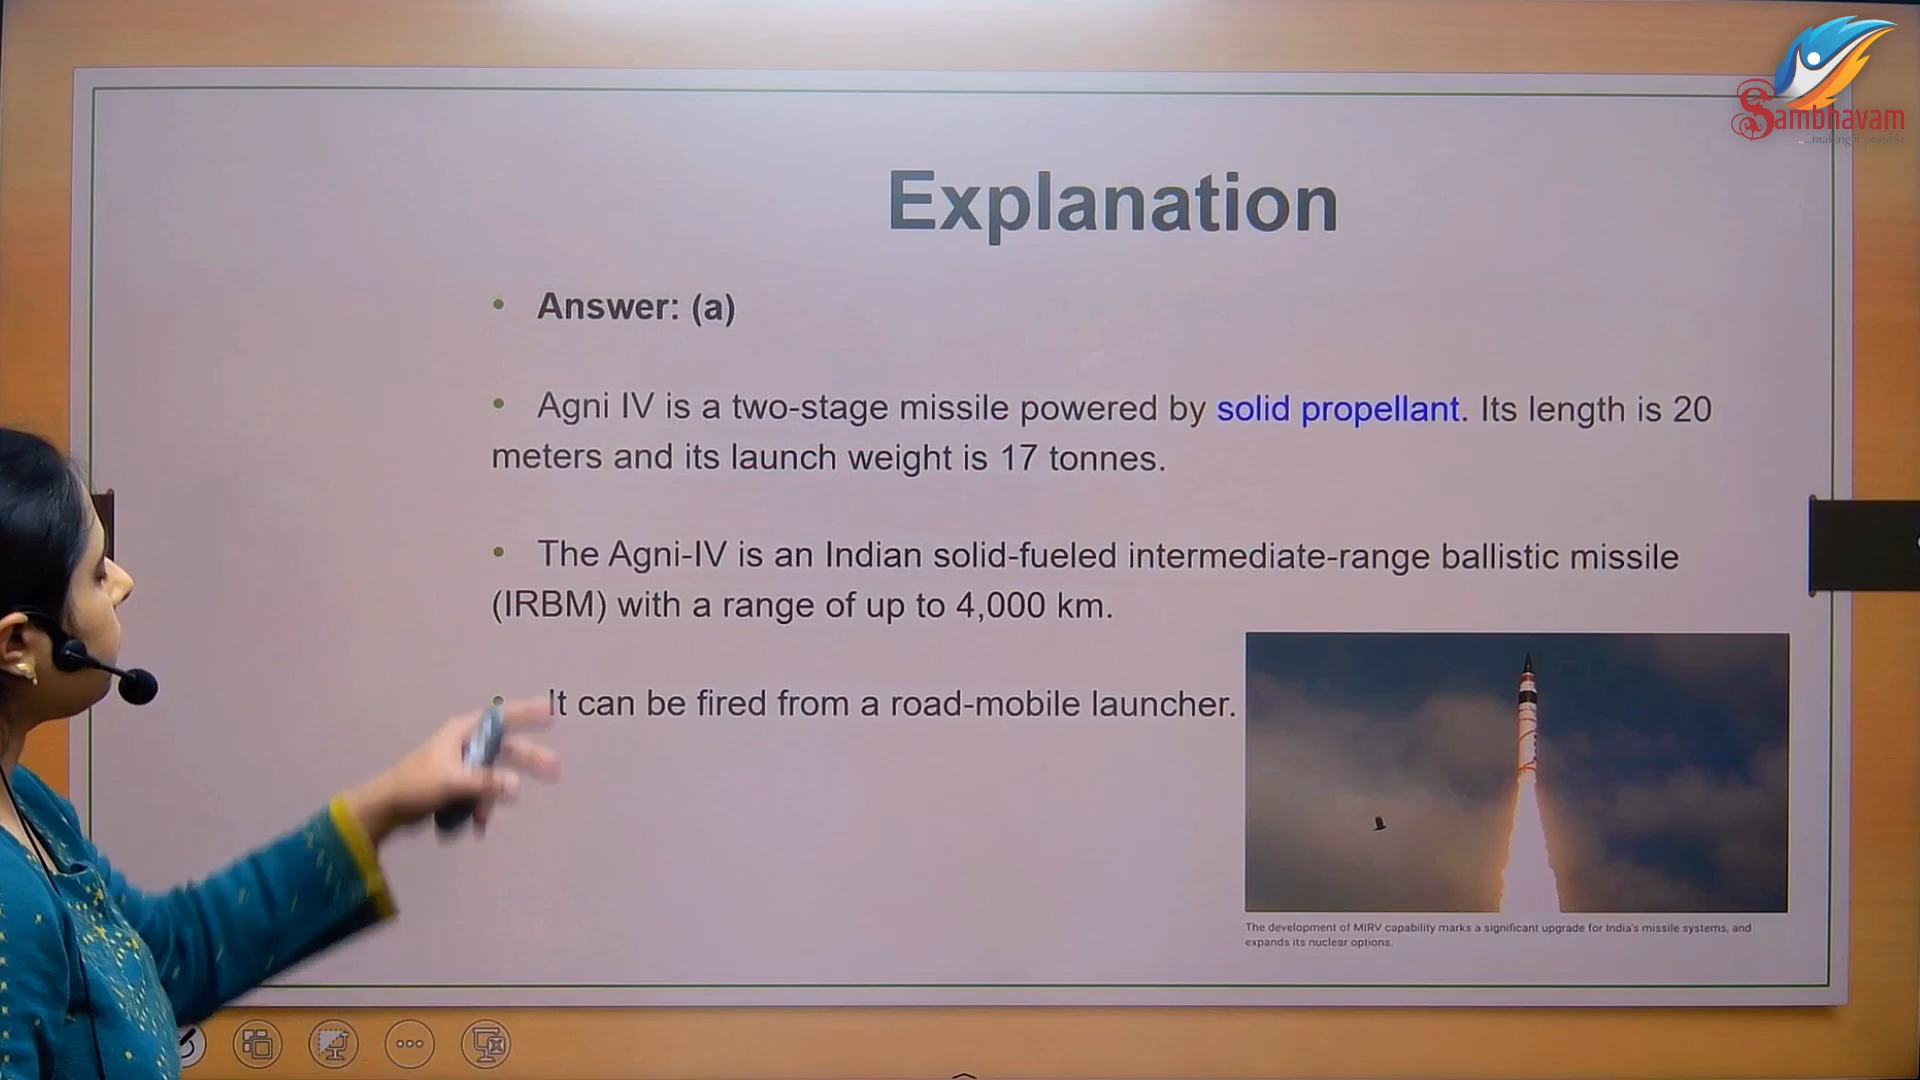 Sambhavam
...making it possible
Explanation
• Answer: (a)
• Agni IV is a two-stage missile powered by solid propellant. Its length is 20
meters and its launch weight is 17 tonnes.
• The Agni-IV is an Indian solid-fueled intermediate-range ballistic missile
(IRBM) with a range of up to 4,000 km.
• It can be fired from a road-mobile launcher.
The development of MIRV capability marks a significant upgrade for India's missile systems, and
expands its nuclear options.